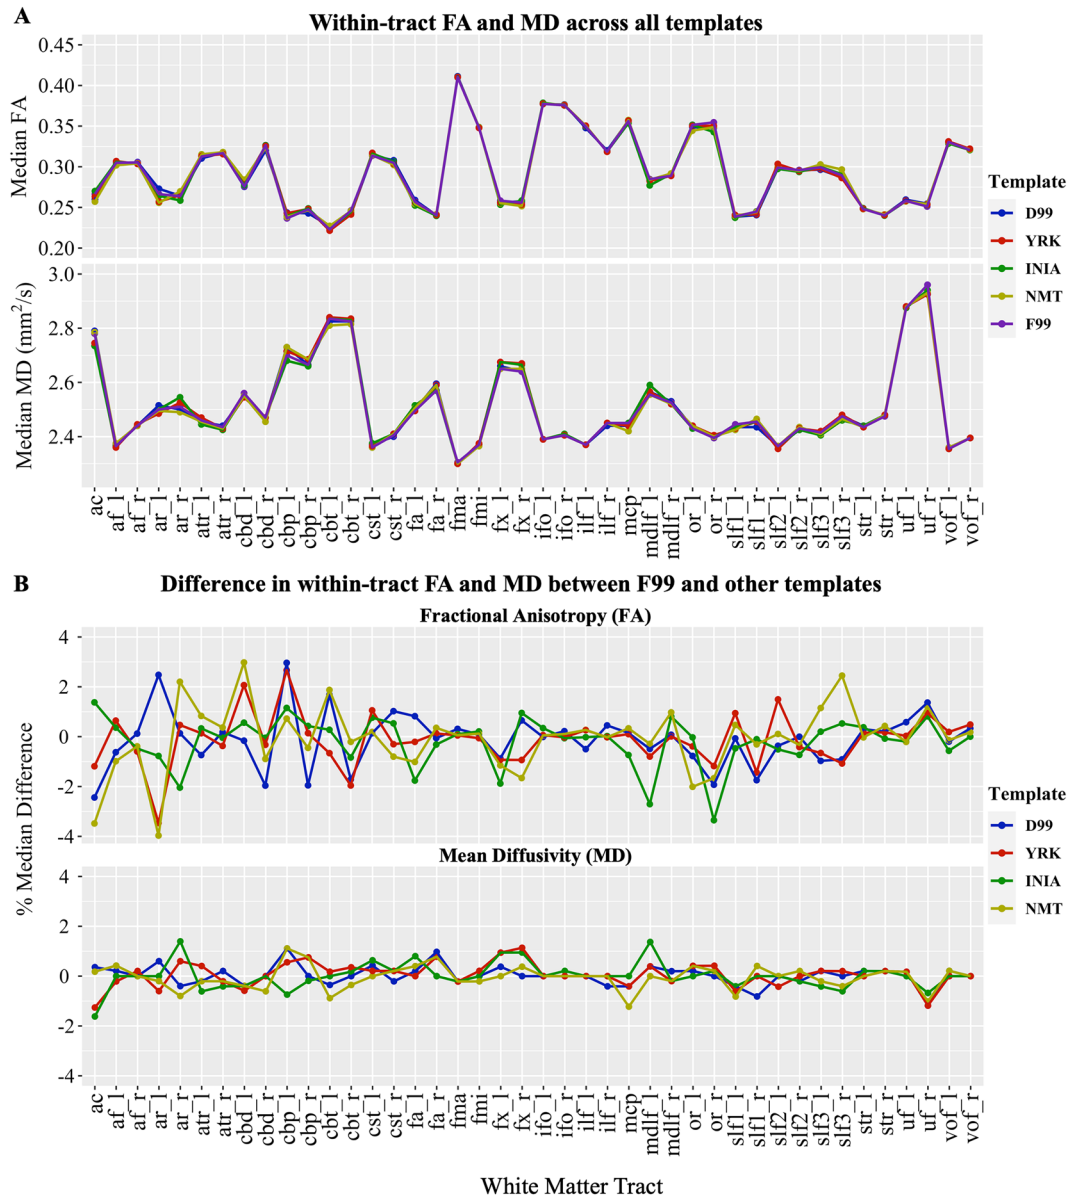 A
Within-tract FA and MD across all templates
0.45
0.40
0.35
0.30
0.25
0.20
Median FA
3.0
2.8
2.6
2.4
Median MD (mm²/s)
ac
af_l
af_r
ar_l
ar_r
atr_l
atr_r
cbd_l
cbd_r
cbp_l
cbp_r
cbt_l
cbt_r
cst_l
cst_r
fa_l
fa_r
fma
fmi
fx_l
fx_r
ifo_l
ifo_r
ilf_l
ilf_r
mcp
mdlf_l
mdlf_r
or_l
or_r
slf1_l
slf1_r
slf2_l
slf2_r
slf3_l
slf3_r
str_l
str_r
uf_l
uf_r
vof_l
vof_r
Template
D99
YRK
INIA
NMT
F99
B
Difference in within-tract FA and MD between F99 and other templates
Fractional Anisotropy (FA)
4
2
0
-2
-4
% Median Difference
Mean Diffusivity (MD)
4
2
0
-2
-4
ac
af_l
af_r
ar_l
ar_r
atr_l
atr_r
cbd_l
cbd_r
cbp_l
cbp_r
cbt_l
cbt_r
cst_l
cst_r
fa_l
fa_r
fma
fmi
fx_l
fx_r
ifo_l
ifo_r
ilf_l
ilf_r
mcp
mdlf_l
mdlf_r
or_l
or_r
slf1_l
slf1_r
slf2_l
slf2_r
slf3_l
slf3_r
str_l
str_r
uf_l
uf_r
vof_l
vof_r
White Matter Tract
Template
D99
YRK
INIA
NMT